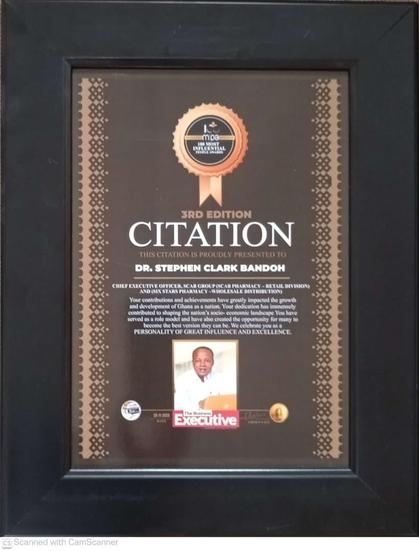 100
mipa
100 MOST
INFLUENTIAL
PEOPLE AWARDS
3RD EDITION
CITATION
THIS CITATION IS PROUDLY PRESENTED TO
DR. STEPHEN CLARK BANDOH
CHIEF EXECUTIVE OFFICER, SCAB GROUP (SCAB PHARMACY - RETAIL DIVISION)
AND (SIX STARS PHARMACY - WHOLESALE DISTRIBUTION)
Your contributions and achievements have greatly impacted the growth
and development of Ghana as a nation. Your dedication has immensely
contributed to shaping the nation's socio- economic landscape You have
served as a role model and have also created the opportunity for many to
become the best version they can be. We celebrate you as a
PERSONALITY OF GREAT INFLUENCE AND EXCELLENCE.
The Business
Executive
DATE
Scanned with CamScanner